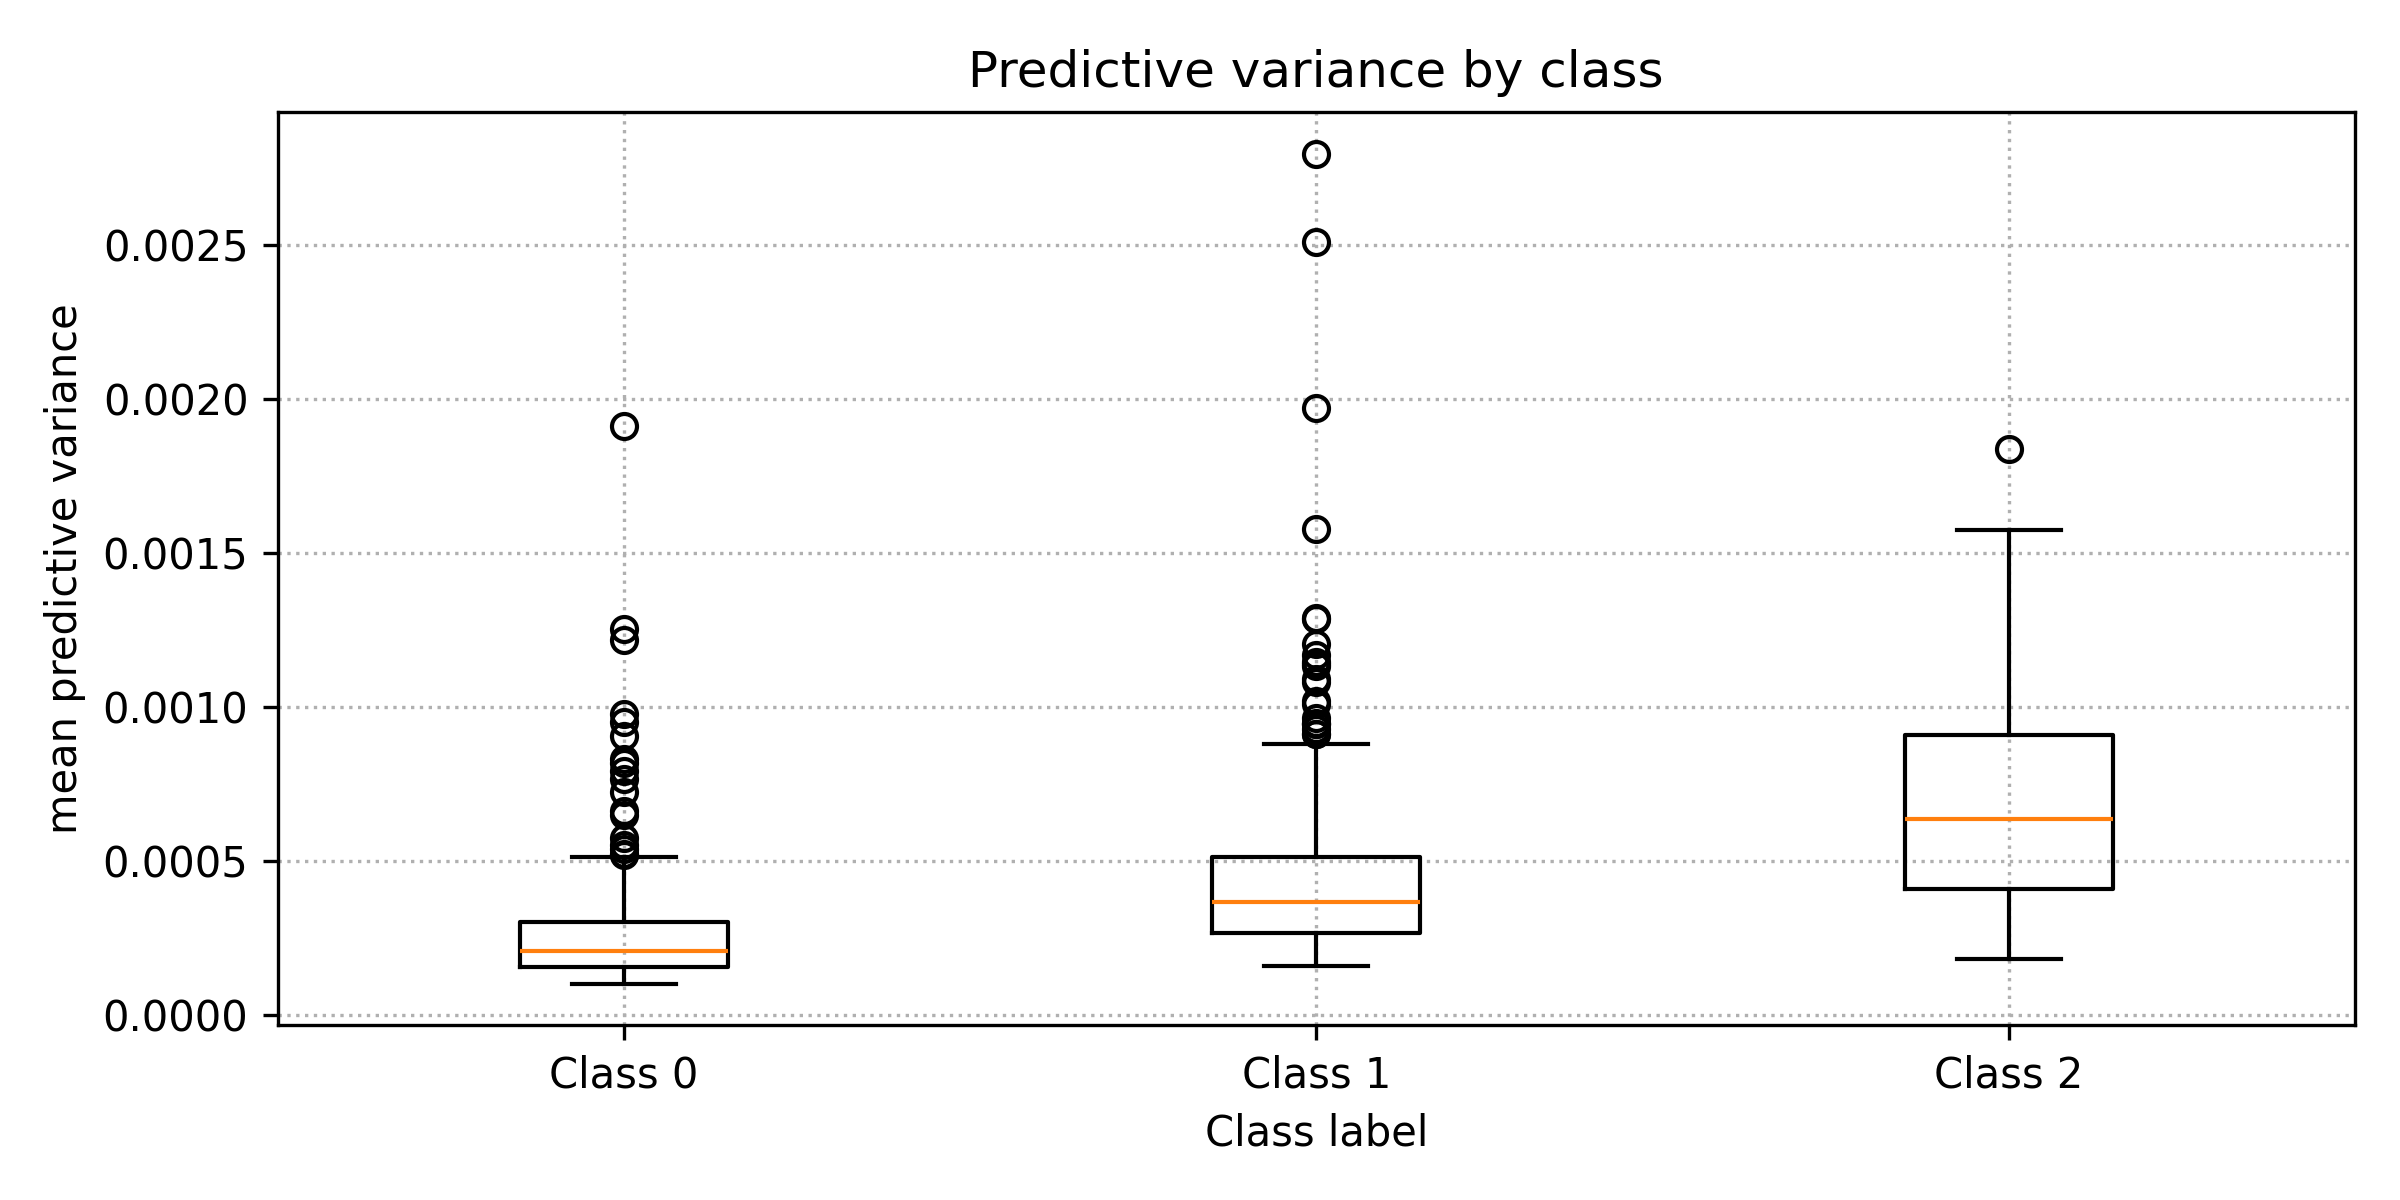 Predictive variance by class
mean predictive variance
0.0025
0.0020
0.0015
0.0010
0.0005
0.0000
Class 0 Class 1 Class 2
Class label